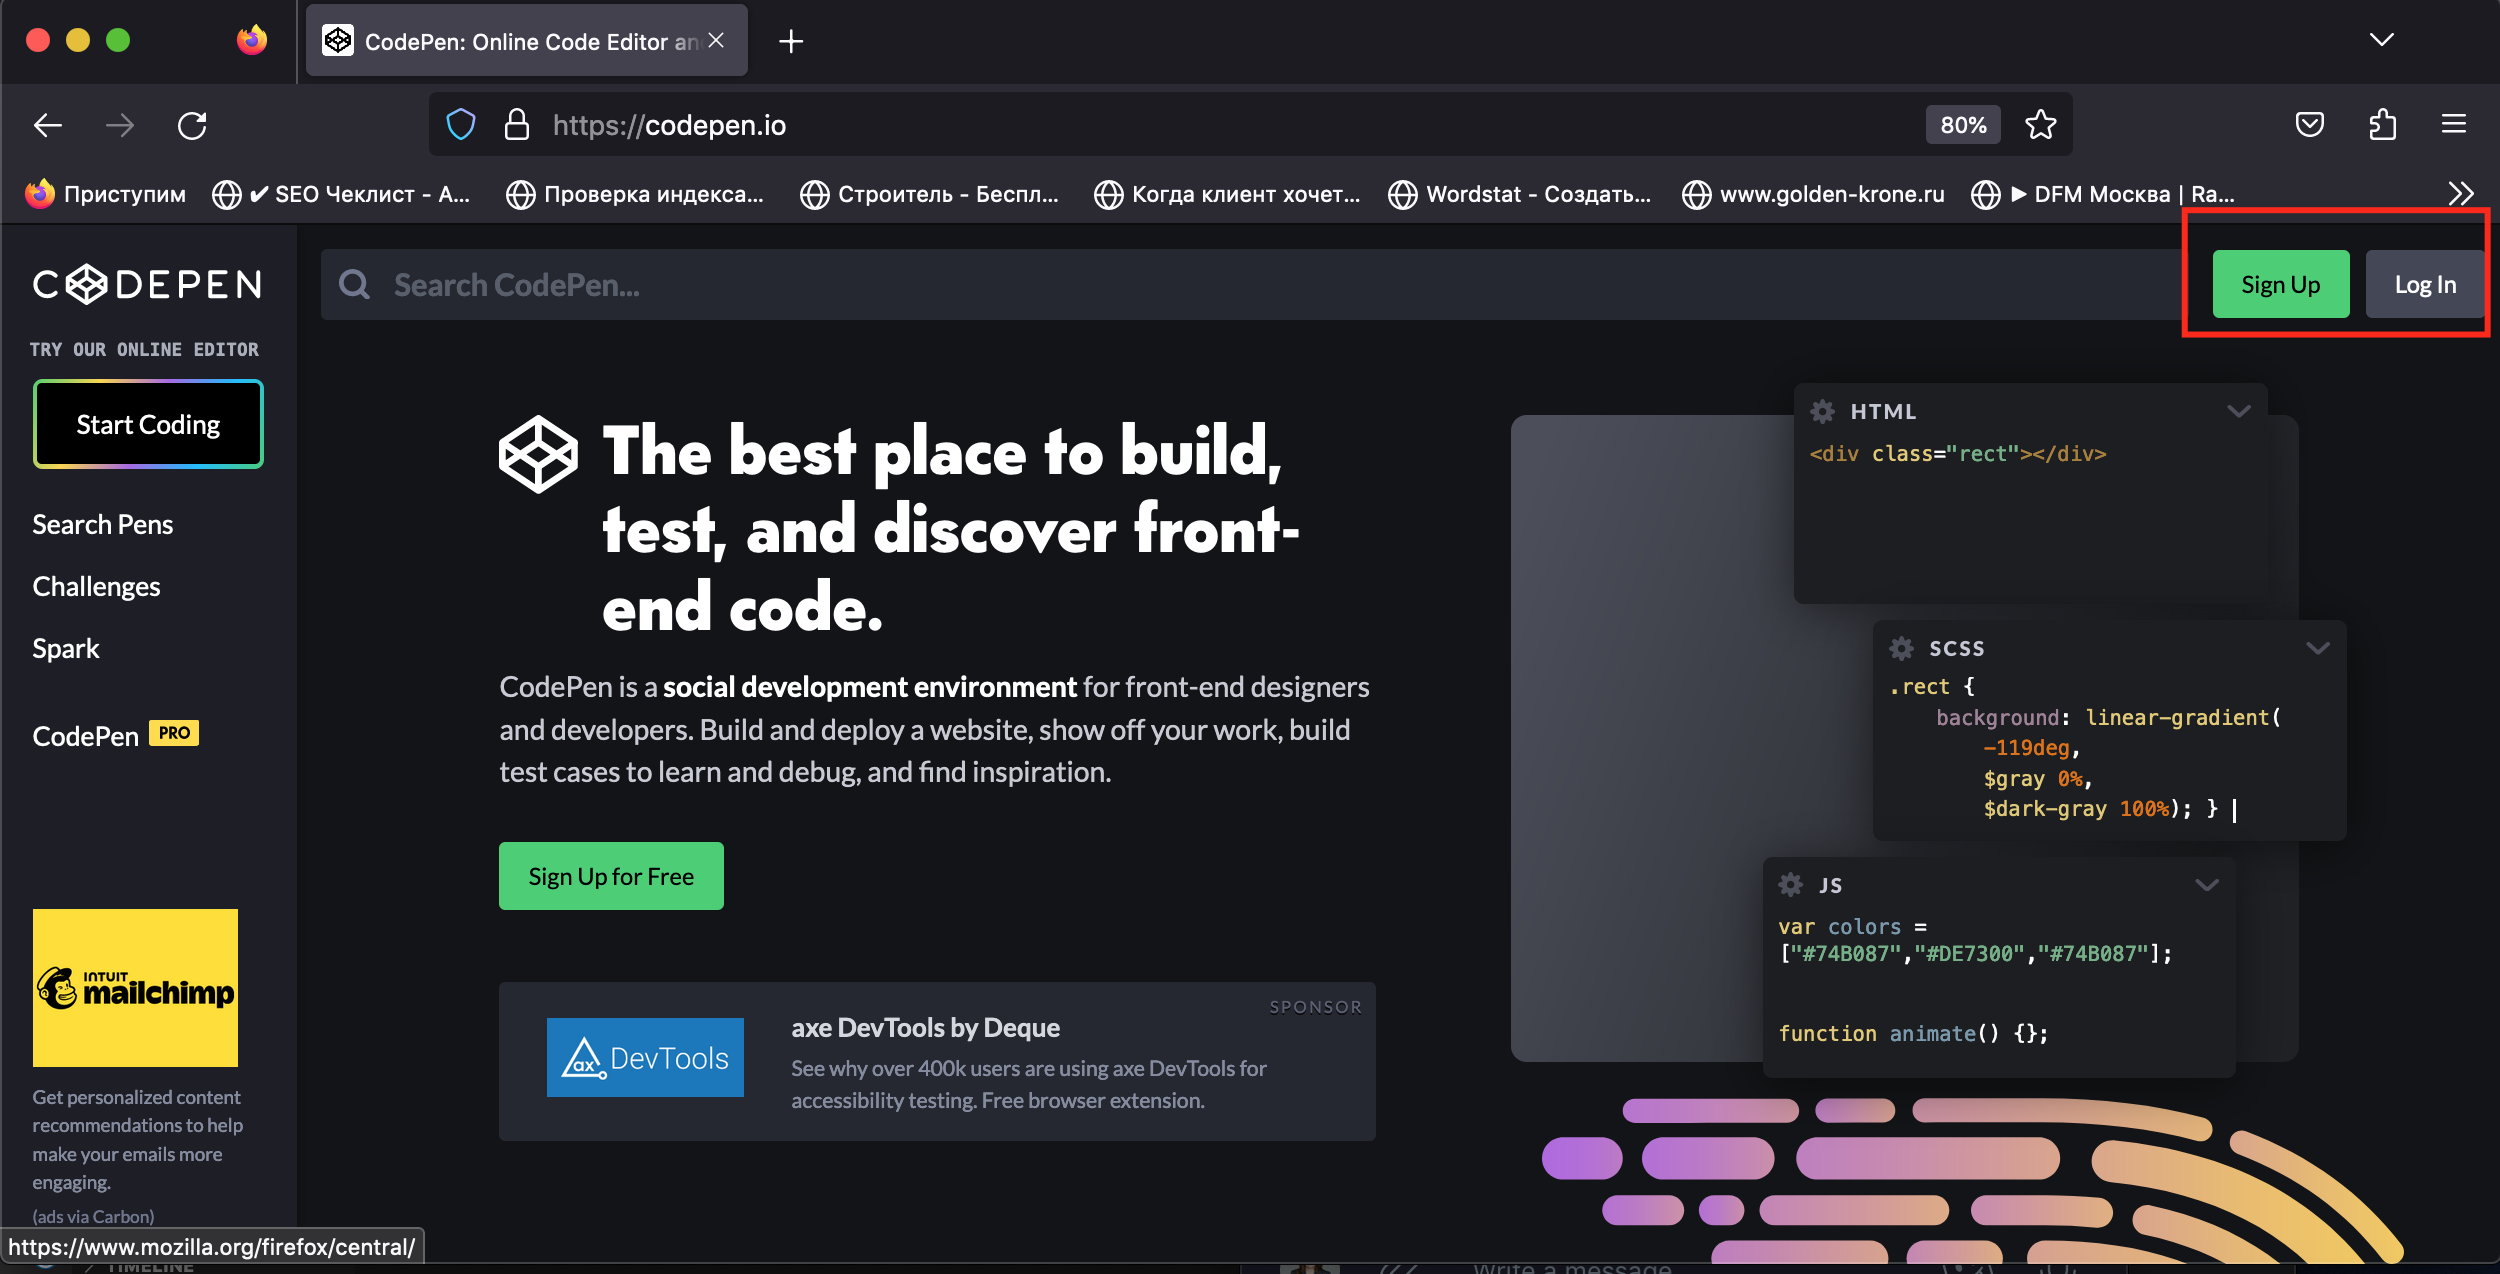 CodePen: Online Code Editor an
https://codepen.io
80%
Приступим
✔ SEO Чеклист - A...
Проверка индекса...
Строитель - Беспл...
Когда клиент хочет...
Wordstat - Создать...
www.golden-krone.ru
▶ DFM Москва | Ra...
CODEPEN
Search CodePen...
Sign Up
Log In
TRY OUR ONLINE EDITOR
Start Coding
Search Pens
Challenges
Spark
CodePen PRO
INTUIT
mailchimp
Get personalized content
recommendations to help
make your emails more
engaging.
(ads via Carbon)
The best place to build,
test, and discover front-
end code.
CodePen is a social development environment for front-end designers
and developers. Build and deploy a website, show off your work, build
test cases to learn and debug, and find inspiration.
Sign Up for Free
SPONSOR
ax DevTools
axe DevTools by Deque
See why over 400k users are using axe DevTools for
accessibility testing. Free browser extension.
HTML
<div class="rect"></div>
SCSS
.rect {
background: linear-gradient(
-119deg,
$gray 0%,
$dark-gray 100%); }
JS
var colors =
["#74B087","#DE7300","#74B087"];
function animate() {};
https://www.mozilla.org/firefox/central/
TIMELINE
Write a message